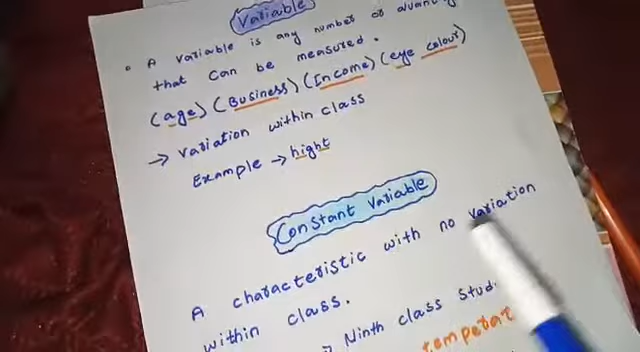 Variable
• A variable is any number or
that can be measured.
(age) (Business) (Income) (eye colour)
→ variation within class
Example → hight
Constant Variable
A characteristic with no variation
within class.
Ninth class